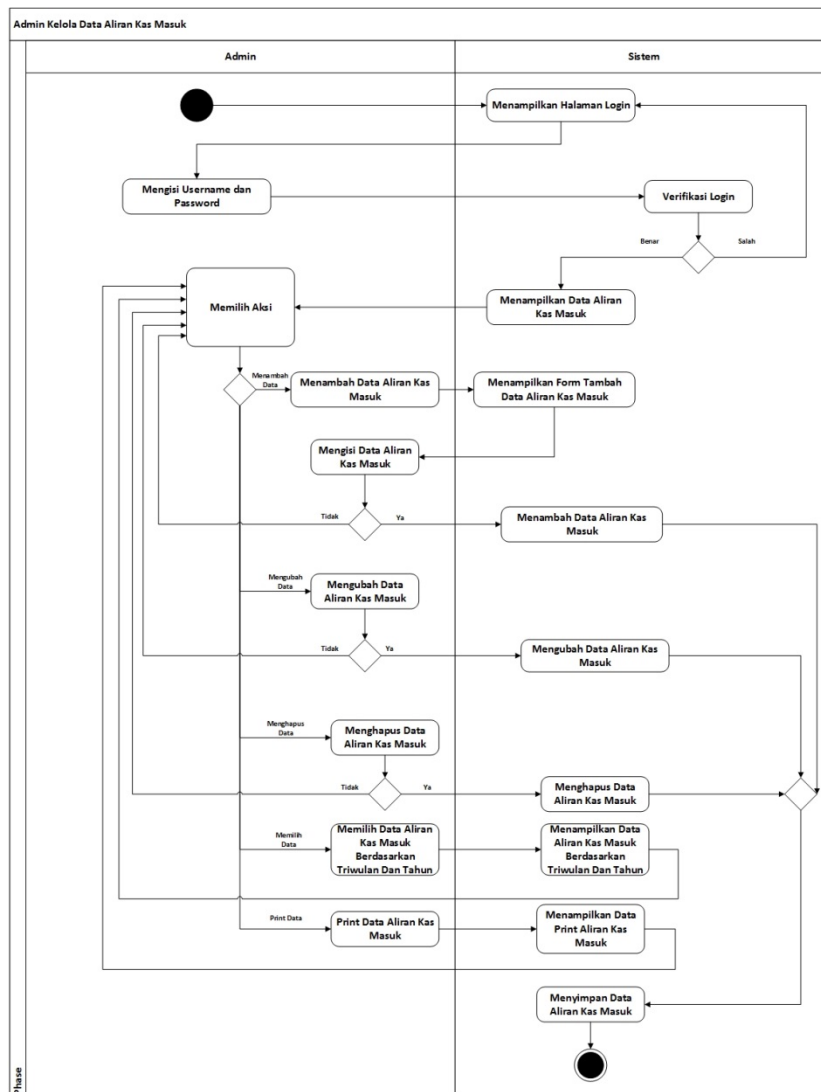 Admin Kelola Data Aliran Kas Masuk
Admin
Sistem
Menampilkan Halaman Login
Mengisi Username dan
Password
Verifikasi Login
Benar
Salah
Menampilkan Data Aliran
Kas Masuk
Memilih Aksi
Menambah
Data
Menambah Data Aliran Kas
Masuk
Menampilkan Form Tambah
Data Aliran Kas Masuk
Mengisi Data Aliran
Kas Masuk
Tidak
Ya
Menambah Data Aliran Kas
Masuk
Mengubah
Data
Mengubah Data
Aliran Kas Masuk
Tidak
Ya
Mengubah Data Aliran Kas
Masuk
Menghapus
Data
Menghapus Data
Aliran Kas Masuk
Tidak
Ya
Menghapus Data
Aliran Kas Masuk
Memilih
Data
Memilih Data Aliran
Kas Masuk
Berdasarkan
Triwulan Dan Tahun
Menampilkan Data
Aliran Kas Masuk
Berdasarkan
Triwulan Dan Tahun
Print Data
Print Data Aliran Kas
Masuk
Menampilkan Data
Print Aliran Kas
Masuk
Menyimpan Data
Aliran Kas Masuk
Phase